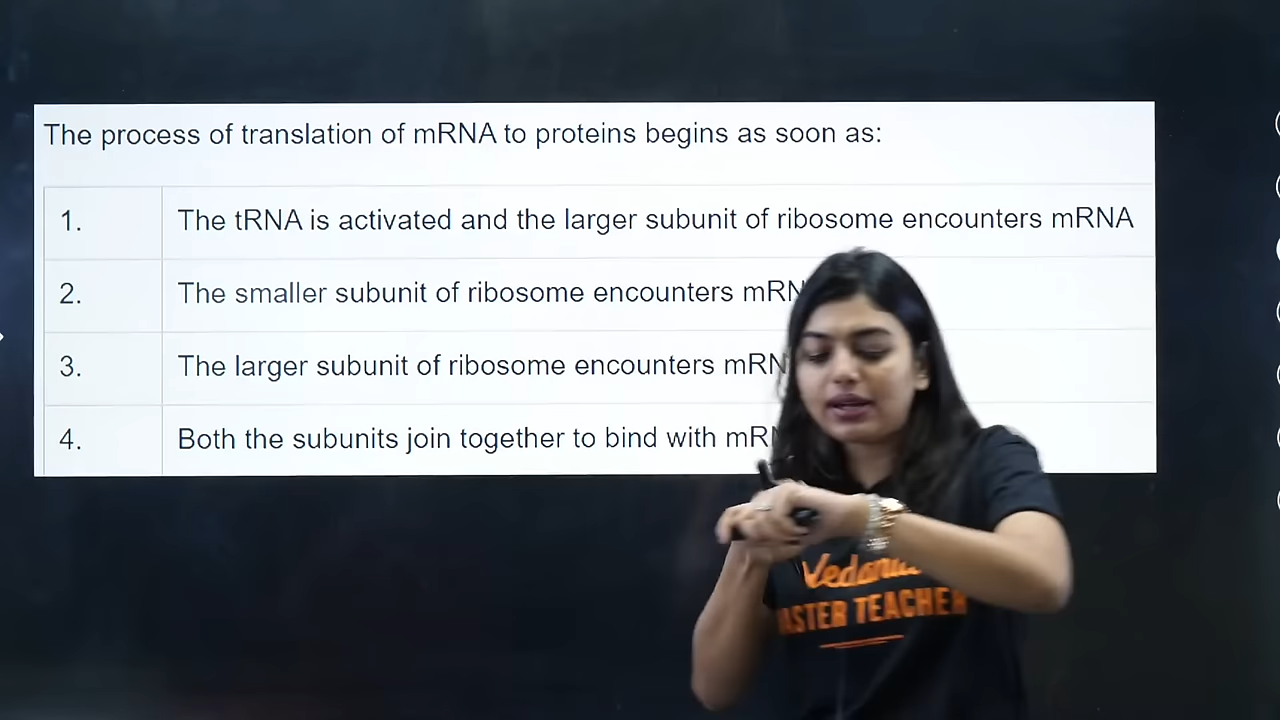 The process of translation of mRNA to proteins begins as soon as:
1. The tRNA is activated and the larger subunit of ribosome encounters mRNA
2. The smaller subunit of ribosome encounters
3. The larger subunit of ribosome encounters
4. Both the subunits join together to bind with
TEACHER